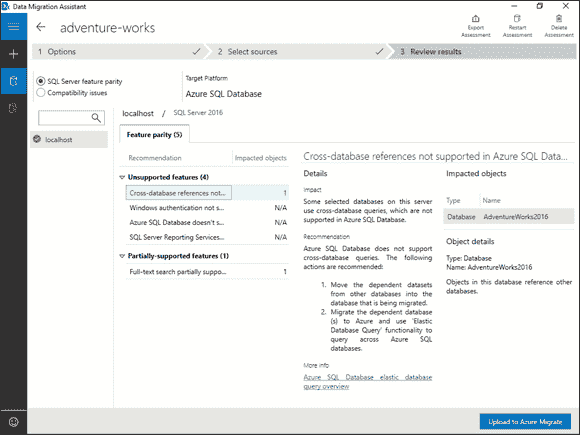 Data Migration Assistant
adventure-works
Export Assessment
Restart Assessment
Delete Assessment
1 Options
2 Select sources
3 Review results
SQL Server feature parity
Compatibility issues
Target Platform
Azure SQL Database
localhost
localhost / SQL Server 2016
Feature parity (5)
Recommendation
Impacted objects
Unsupported features (4)
Cross-database references not...
1
Windows authentication not s...
N/A
Azure SQL Database doesn't s...
N/A
SQL Server Reporting Services...
N/A
Partially-supported features (1)
Full-text search partially suppo...
1
Cross-database references not supported in Azure SQL Data...
Details
Impact
Some selected databases on this server
use cross-database queries, which are not
supported in Azure SQL Database.
Recommendation
Azure SQL Database does not support
cross-database queries. The following
actions are recommended:
1. Move the dependent datasets
from other databases into the
database that is being migrated.
2. Migrate the dependent database
(s) to Azure and use 'Elastic
Database Query' functionality to
query across Azure SQL
databases.
More info
Azure SQL Database elastic database
query overview
Impacted objects
Type Name
Database AdventureWorks2016
Object details
Type: Database
Name: AdventureWorks2016
Objects in this database reference other
databases.
Upload to Azure Migrate